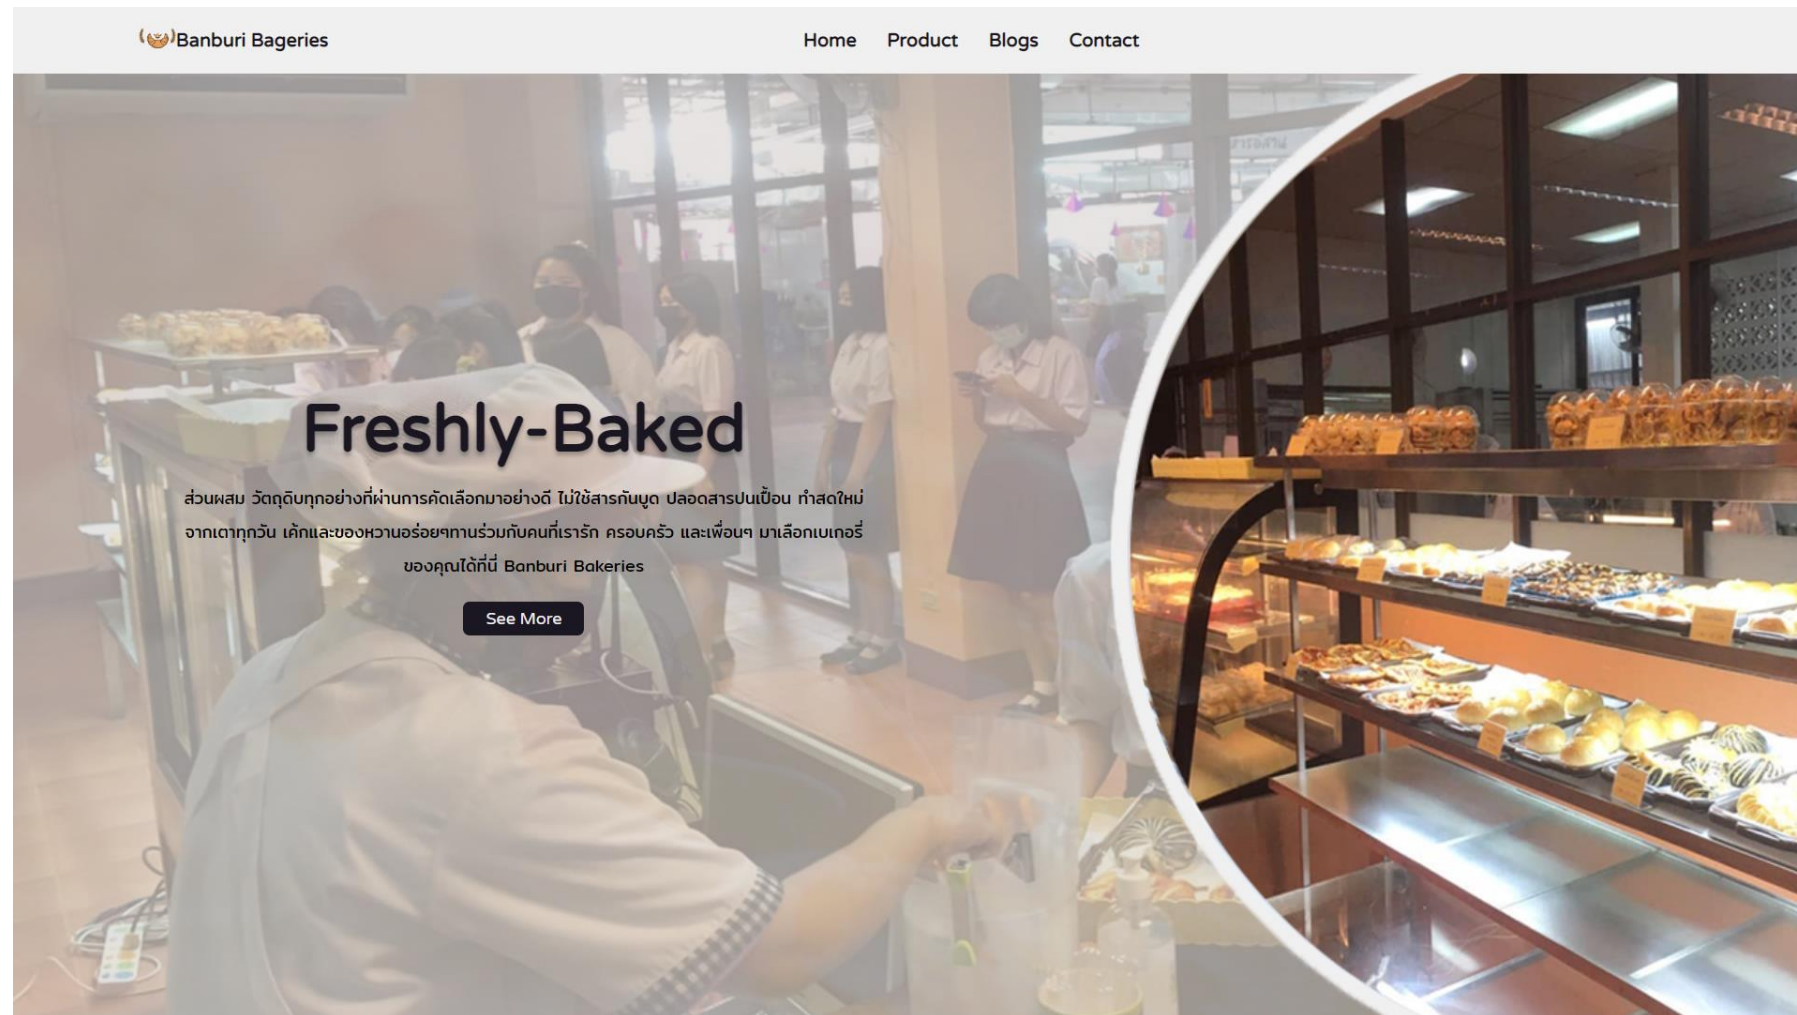 Banburi Bageries
Home Product Blogs Contact
Freshly-Baked
ส่วนผสม วัตถุดิบทุกอย่างที่ผ่านการคัดเลือกมาอย่างดี ไม่ใช้สารกันบูด ปลอดสารปนเปื้อน ทำสดใหม่
จากเตาทุกวัน เค้กและของหวานอร่อยๆทานร่วมกับคนที่เรารัก ครอบครัว และเพื่อนๆ มาเลือกเบเกอรี่
ของคุณได้ที่นี่ Banburi Bakeries
See More